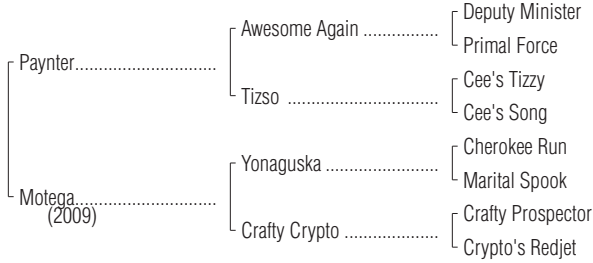 Deputy Minister
Awesome Again ..................
Primal Force
Paynter..............................
Cee's Tizzy
Tizso ................................
Cee's Song
Cherokee Run
Yonaguska ........................
Marital Spook
Motega..............................
(2009)
Crafty Prospector
Crafty Crypto ....................
Crypto's Redjet